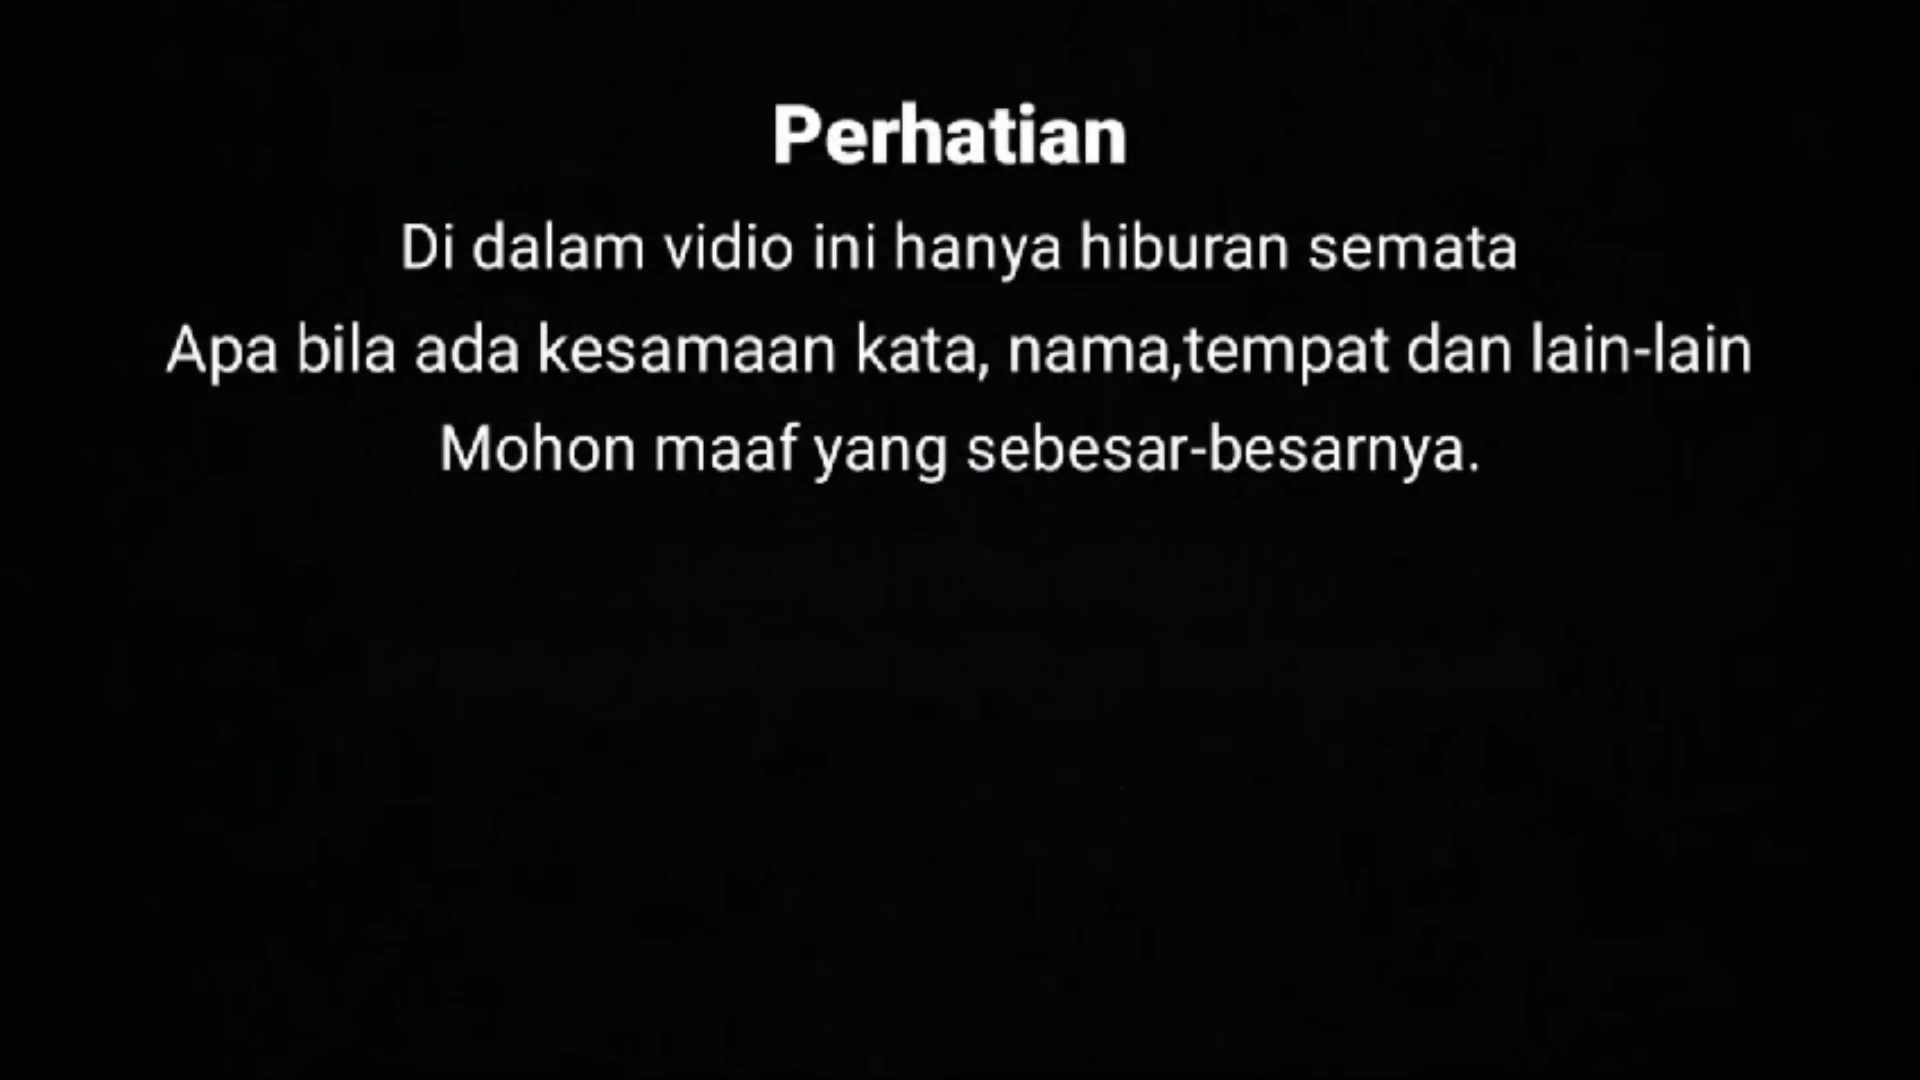 Perhatian
Di dalam vidio ini hanya hiburan semata
Apa bila ada kesamaan kata, nama,tempat dan lain-lain
Mohon maaf yang sebesar-besarnya.